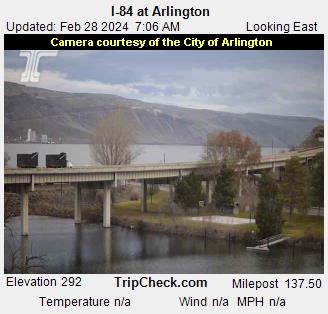 I-84 at Arlington
Updated: Feb 28 2024 7:06 AM Looking East
Camera courtesy of the City of Arlington
Elevation 292 TripCheck.com Milepost 137.50
Temperature n/a Wind n/a MPH n/a